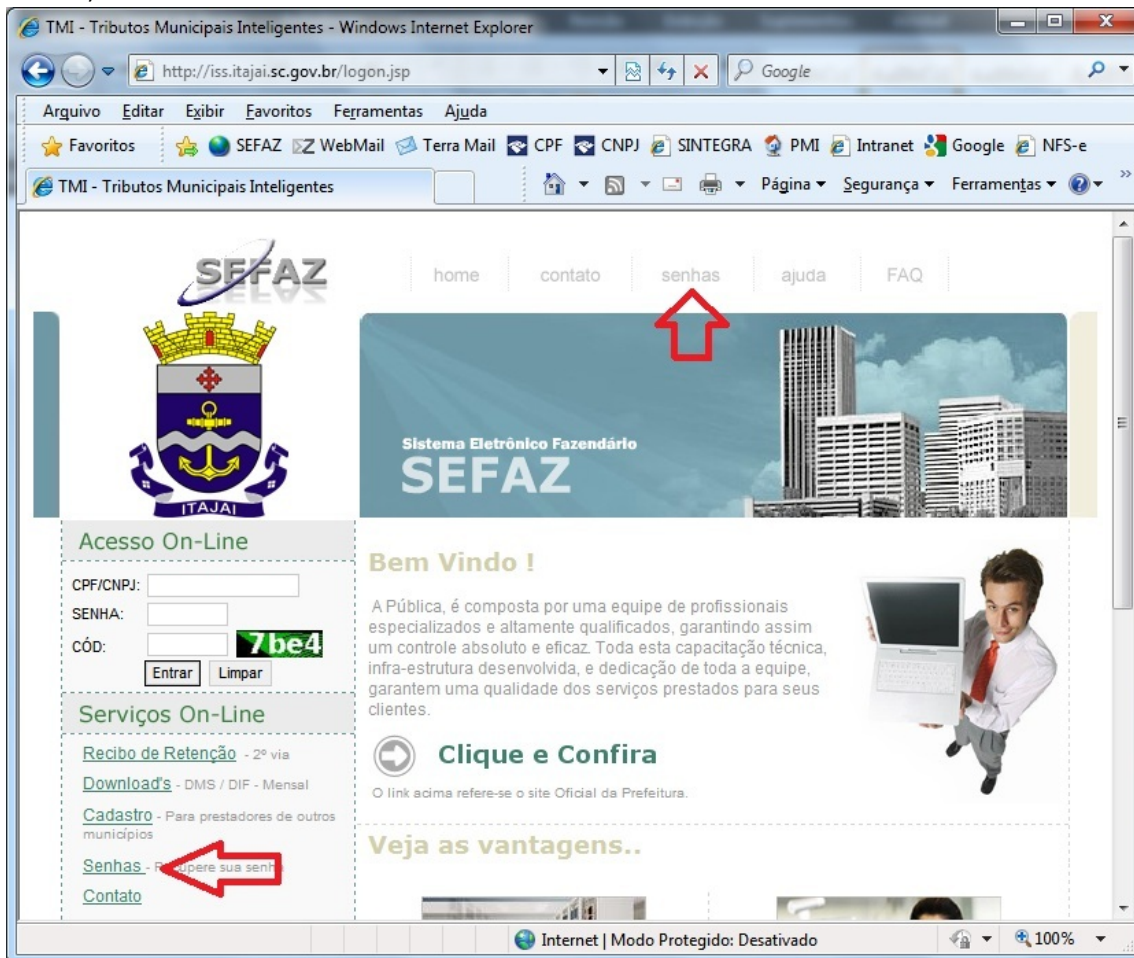 TMI - Tributos Municipais Inteligentes - Windows Internet Explorer
http://iss.itajai.sc.gov.br/logon.jsp
Google
Arquivo Editar Exibir Favoritos Ferramentas Ajuda
Favoritos SEFAZ WebMail Terra Mail CPF CNPJ SINTEGRA PMI Intranet Google NFS-e
TMI - Tributos Municipais Inteligentes
Página Segurança Ferramentas
SEFAZ
home contato senhas ajuda FAQ
ITAJAI
Sistema Eletrônico Fazendário
SEFAZ
Acesso On-Line
CPF/CNPJ:
SENHA:
CÓD: 7be4
Entrar Limpar
Serviços On-Line
Recibo de Retenção - 2º via
Download's - DMS / DIF - Mensal
Cadastro - Para prestadores de outros
municípios
Senhas - Recupere sua senha
Contato
Bem Vindo !
A Pública, é composta por uma equipe de profissionais
especializados e altamente qualificados, garantindo assim
um controle absoluto e eficaz. Toda esta capacitação técnica,
infra-estrutura desenvolvida, e dedicação de toda a equipe,
garantem uma qualidade dos serviços prestados para seus
clientes.
Clique e Confira
O link acima refere-se o site Oficial da Prefeitura.
Veja as vantagens..
Internet | Modo Protegido: Desativado
100%